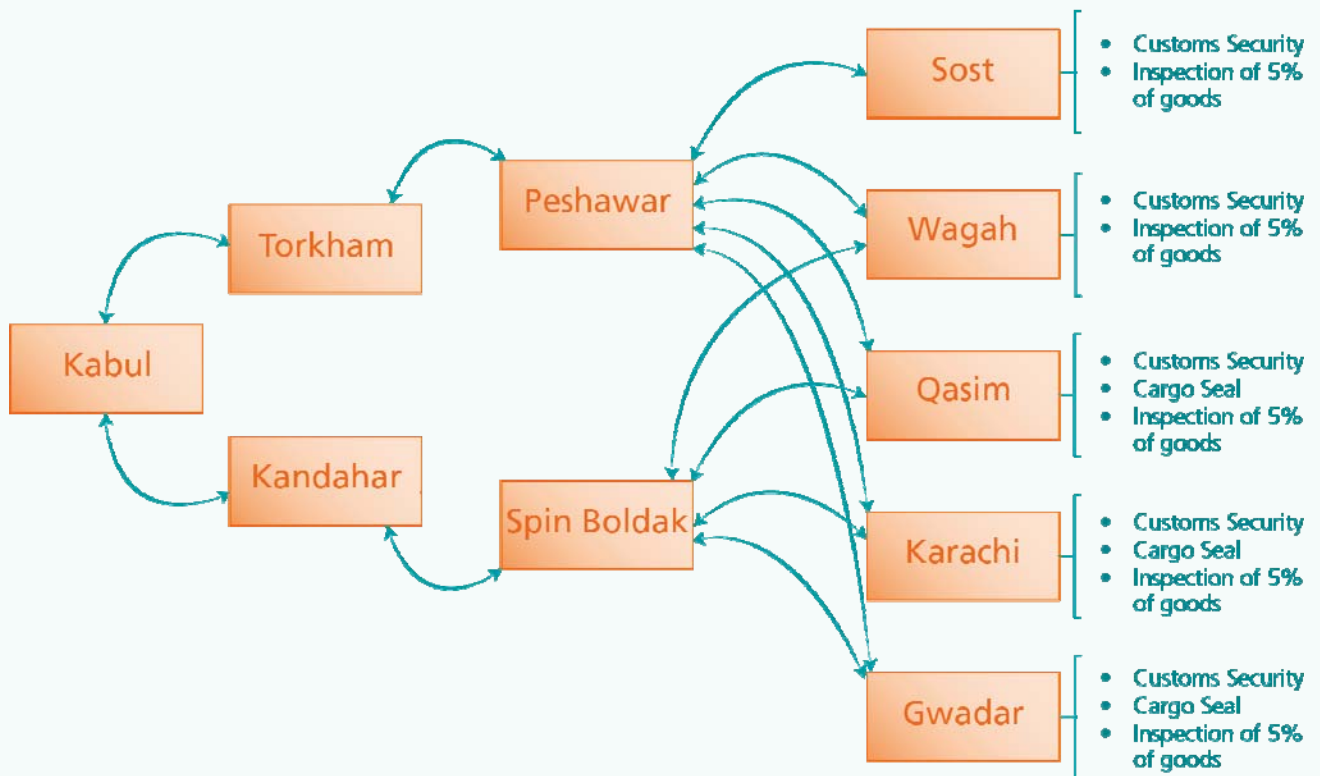 Sost
• Customs Security
• Inspection of 5%
of goods
Peshawar
Torkham
Wagah
• Customs Security
• Inspection of 5%
of goods
Kabul
Qasim
• Customs Security
• Cargo Seal
• Inspection of 5%
of goods
Kandahar
Spin Boldak
Karachi
• Customs Security
• Cargo Seal
• Inspection of 5%
of goods
Gwadar
• Customs Security
• Cargo Seal
• Inspection of 5%
of goods